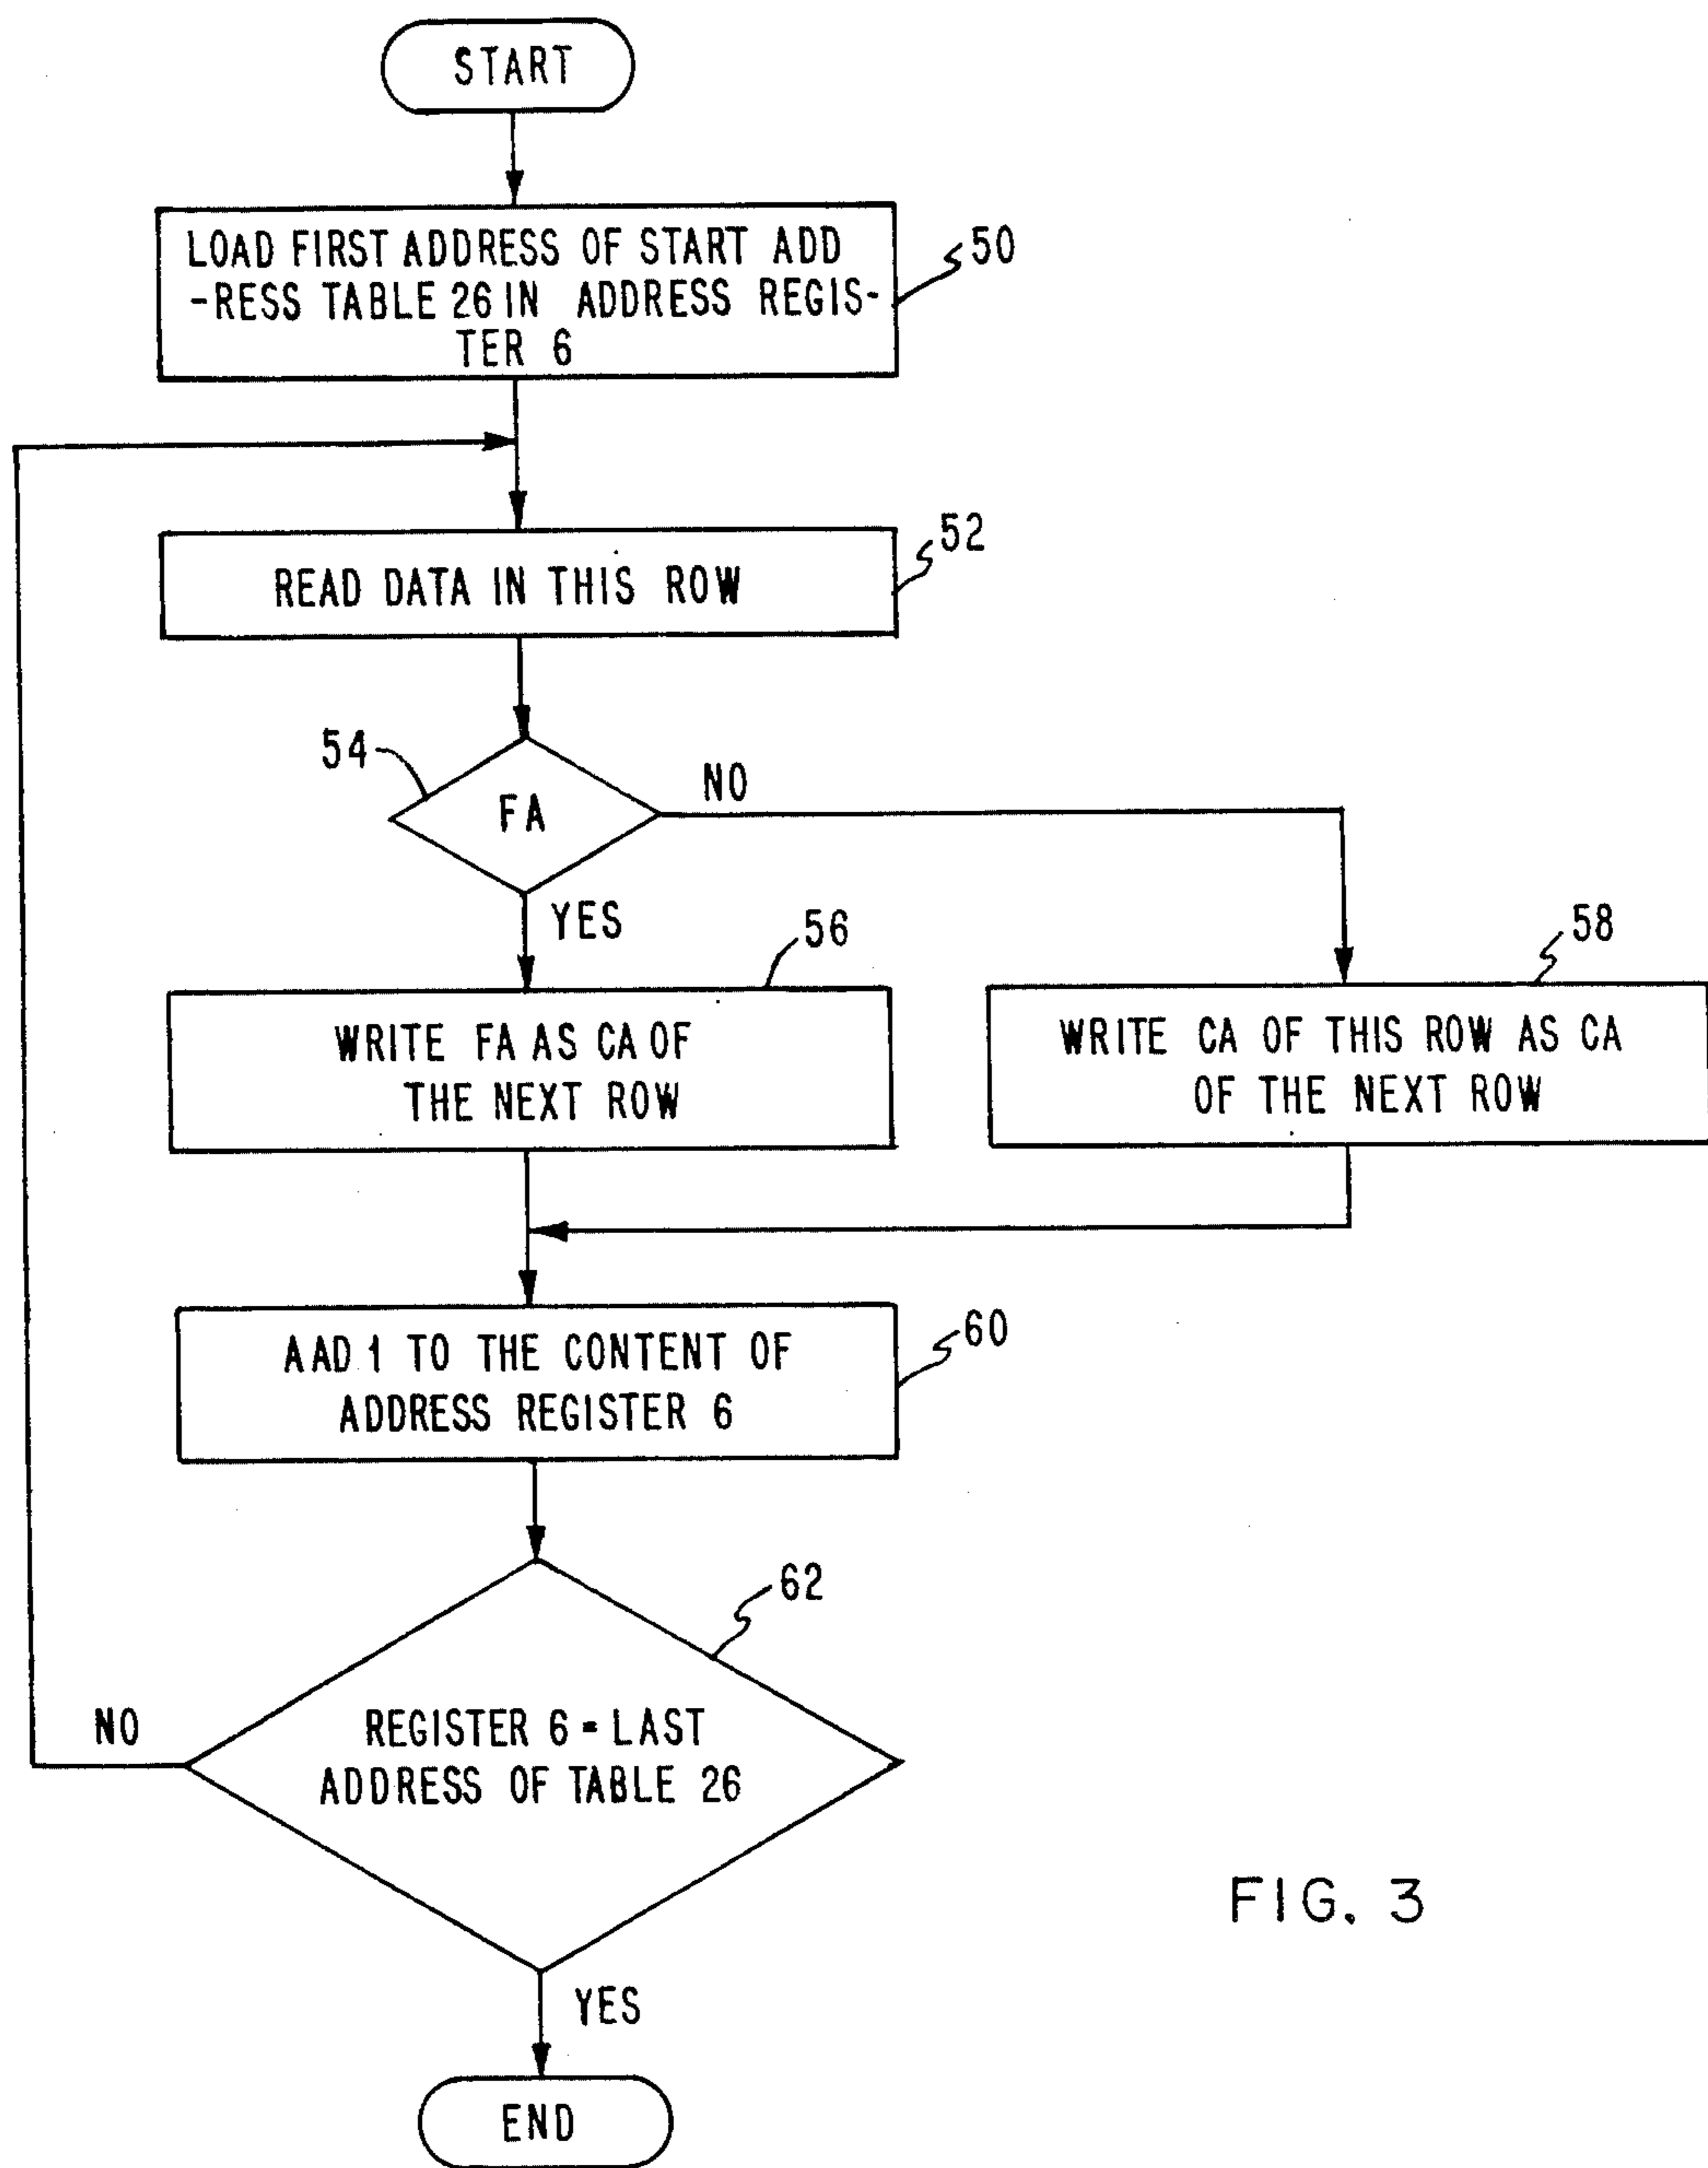 START
LOAD FIRST ADDRESS OF START ADD
-RESS TABLE 26 IN ADDRESS REGIS-
TER 6
50
READ DATA IN THIS ROW
52
54
FA
NO
YES
56
WRITE FA AS CA OF
THE NEXT ROW
58
WRITE CA OF THIS ROW AS CA
OF THE NEXT ROW
AAD 1 TO THE CONTENT OF
ADDRESS REGISTER 6
60
62
NO
REGISTER 6 = LAST
ADDRESS OF TABLE 26
YES
END
FIG. 3